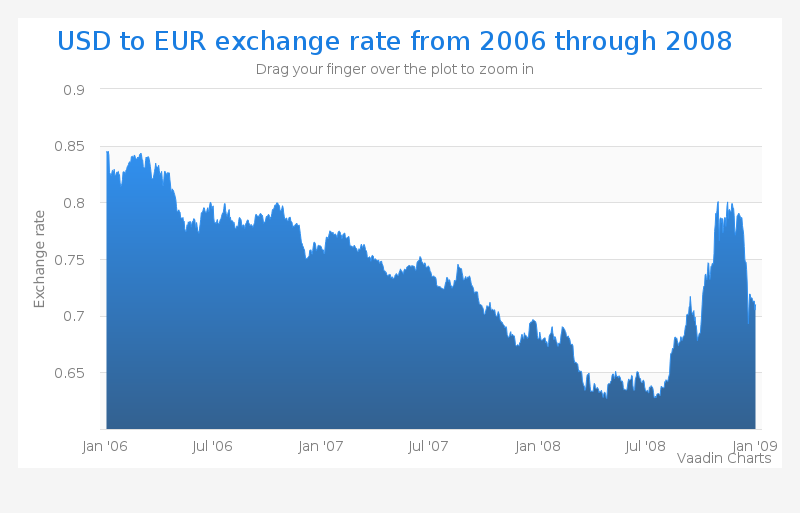 USD to EUR exchange rate from 2006 through 2008
Drag your finger over the plot to zoom in
Exchange rate
0.9
0.85
0.8
0.75
0.7
0.65
Jan '06 Jul '06 Jan '07 Jul '07 Jan '08 Jul '08 Jan '09
Vaadin Charts